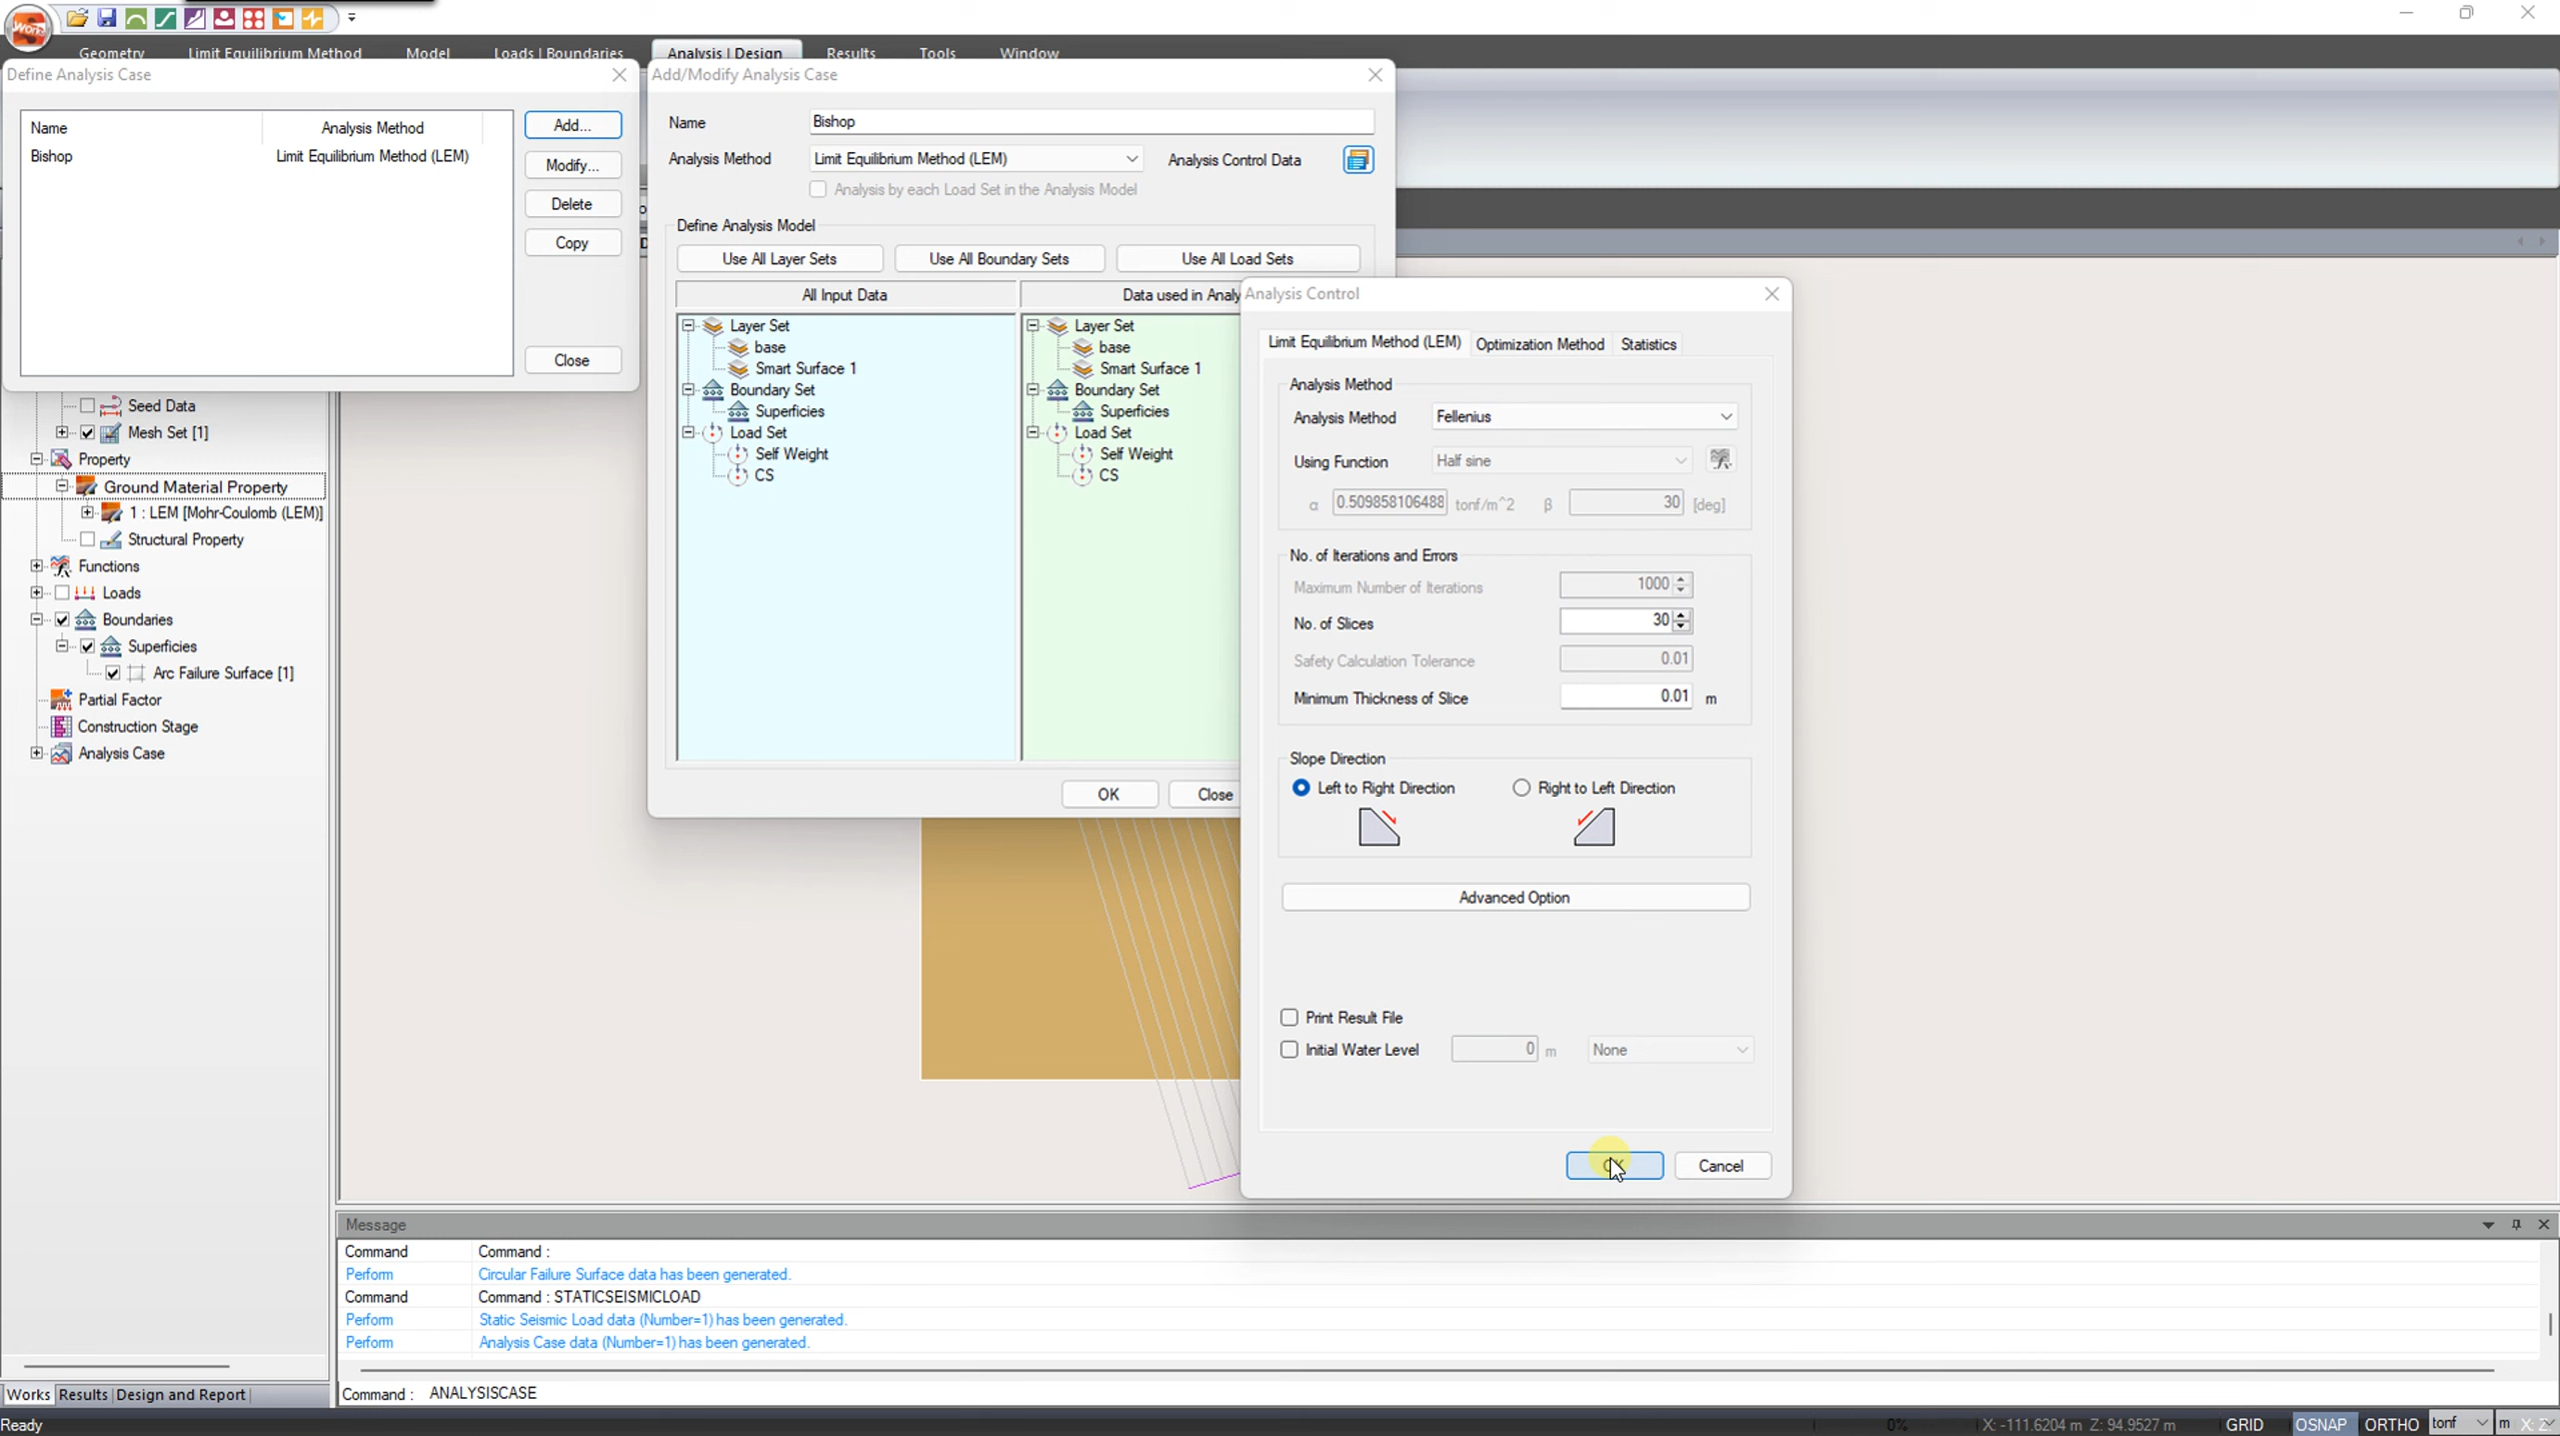 Works
Geometry Limit Equilibrium Method Model Loads | Boundaries Analysis | Design Results Tools Window
Define Analysis Case
Name Analysis Method
Bishop Limit Equilibrium Method (LEM)
Add...
Modify...
Delete
Copy
Close
Add/Modify Analysis Case
Name Bishop
Analysis Method Limit Equilibrium Method (LEM) Analysis Control Data
Analysis by each Load Set in the Analysis Model
Define Analysis Model
Use All Layer Sets Use All Boundary Sets Use All Load Sets
All Input Data Data used in Analy
Layer Set
base
Smart Surface 1
Boundary Set
Superficies
Load Set
Self Weight
CS
Layer Set
base
Smart Surface 1
Boundary Set
Superficies
Load Set
Self Weight
CS
OK Close
Analysis Control
Limit Equilibrium Method (LEM) Optimization Method Statistics
Analysis Method
Analysis Method Fellenius
Using Function Half sine
α 0.509858106488 tonf/m^2 β 30 [deg]
No. of Iterations and Errors
Maximum Number of Iterations 1000
No. of Slices 30
Safety Calculation Tolerance 0.01
Minimum Thickness of Slice 0.01 m
Slope Direction
Left to Right Direction Right to Left Direction
Advanced Option
Print Result File
Initial Water Level 0 m None
Cancel
Seed Data
Mesh Set [1]
Property
Ground Material Property
1 : LEM [Mohr-Coulomb (LEM)]
Structural Property
Functions
Loads
Boundaries
Superficies
Arc Failure Surface [1]
Partial Factor
Construction Stage
Analysis Case
Works Results Design and Report
Message
Command Command :
Perform Circular Failure Surface data has been generated.
Command Command : STATICSEISMICLOAD
Perform Static Seismic Load data (Number=1) has been generated.
Perform Analysis Case data (Number=1) has been generated.
Command : ANALYSISCASE
Ready 0% X: -111.6204 m Z: 94.9527 m GRID OSNAP ORTHO tonf m